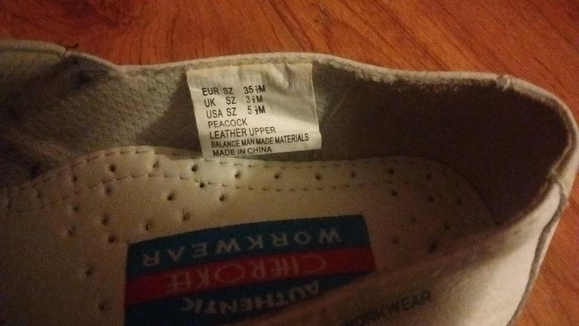 EUR SZ 35½M
UK SZ 3½M
USA SZ 5½M
PEACOCK
LEATHER UPPER
BALANCE MAN MADE MATERIALS
MADE IN CHINA
AUTHENTIC
CHEROKEE
WORKWEAR
WORKWEAR